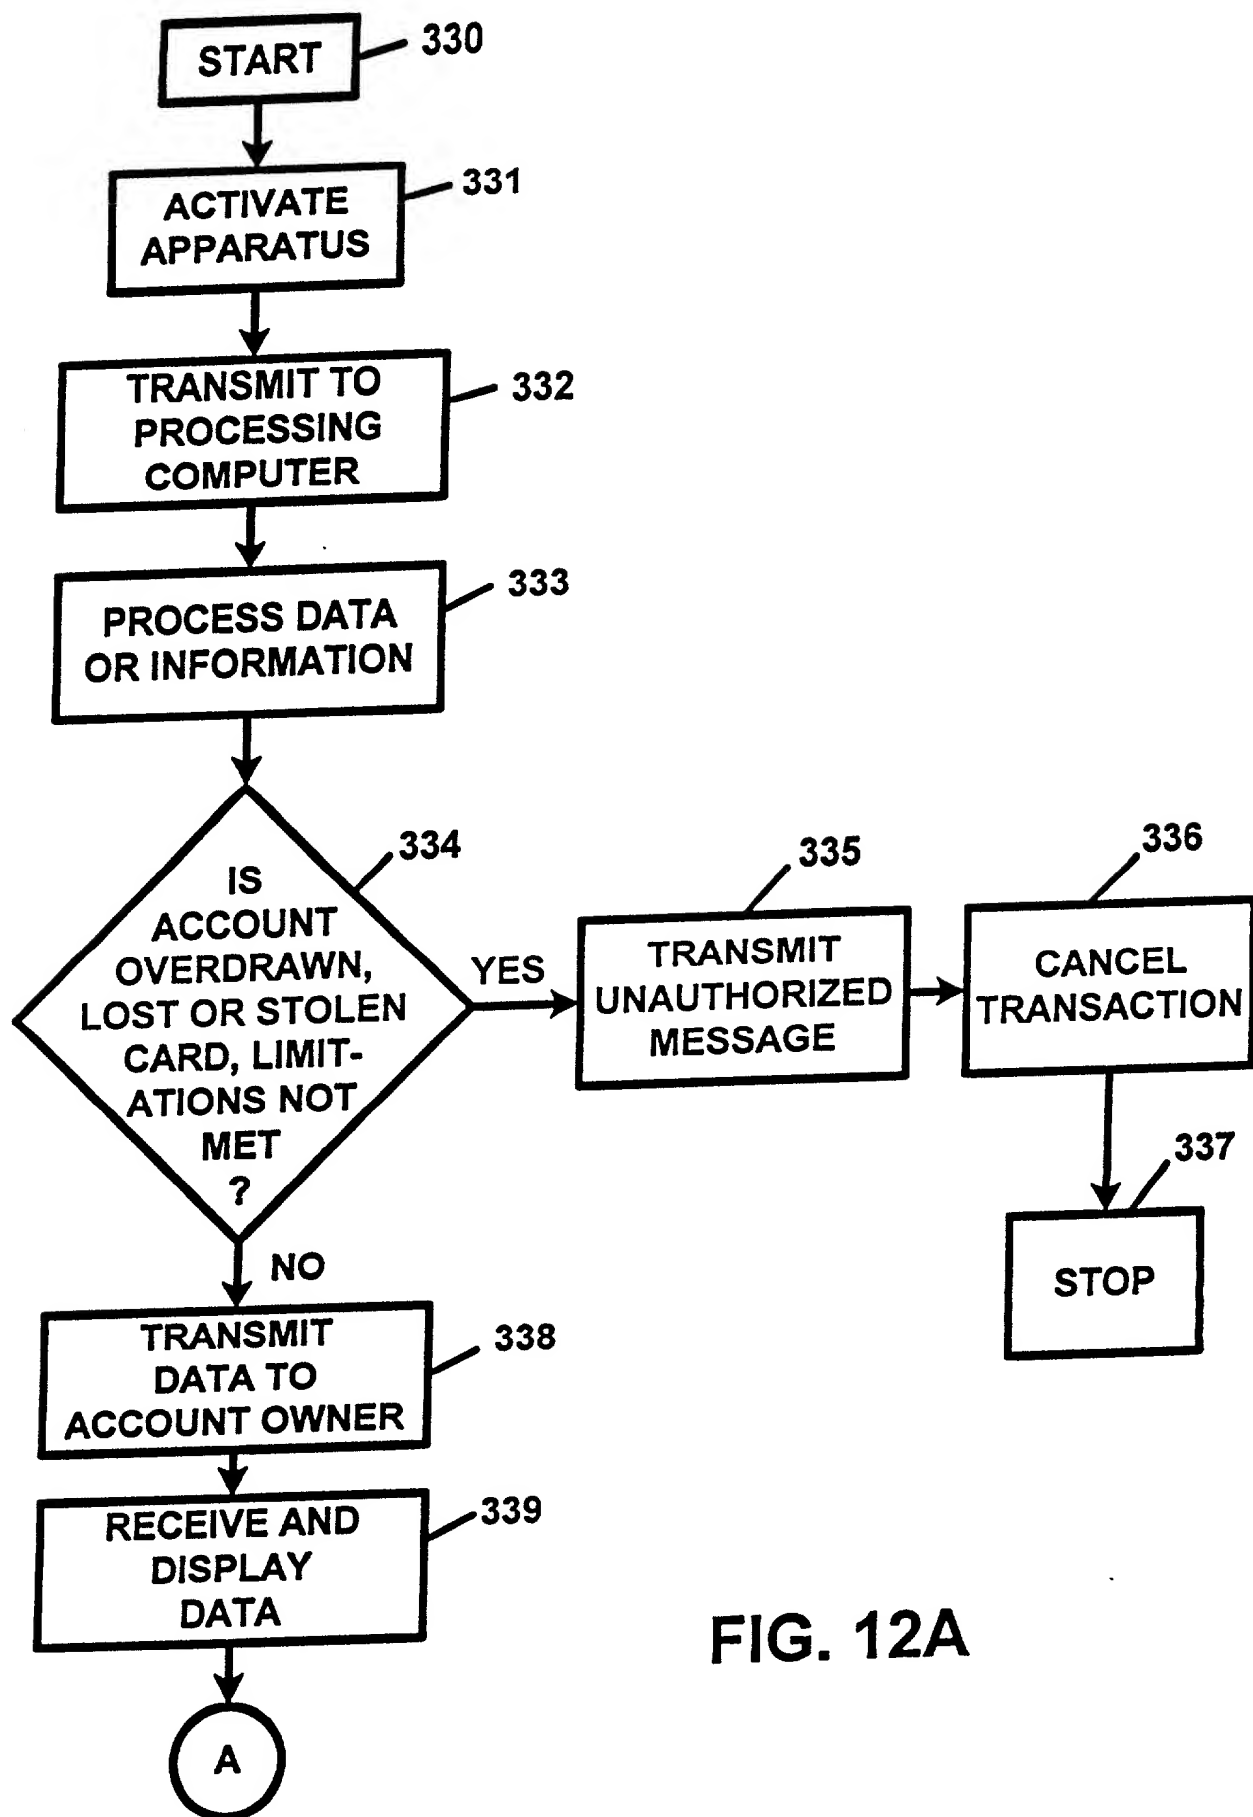 START
330
ACTIVATE
APPARATUS
331
TRANSMIT TO
PROCESSING
COMPUTER
332
PROCESS DATA
OR INFORMATION
333
IS
ACCOUNT
OVERDRAWN,
LOST OR STOLEN
CARD, LIMIT-
ATIONS NOT
MET
?
334
YES
TRANSMIT
UNAUTHORIZED
MESSAGE
335
CANCEL
TRANSACTION
336
STOP
337
NO
TRANSMIT
DATA TO
ACCOUNT OWNER
338
RECEIVE AND
DISPLAY
DATA
339
A
FIG. 12A